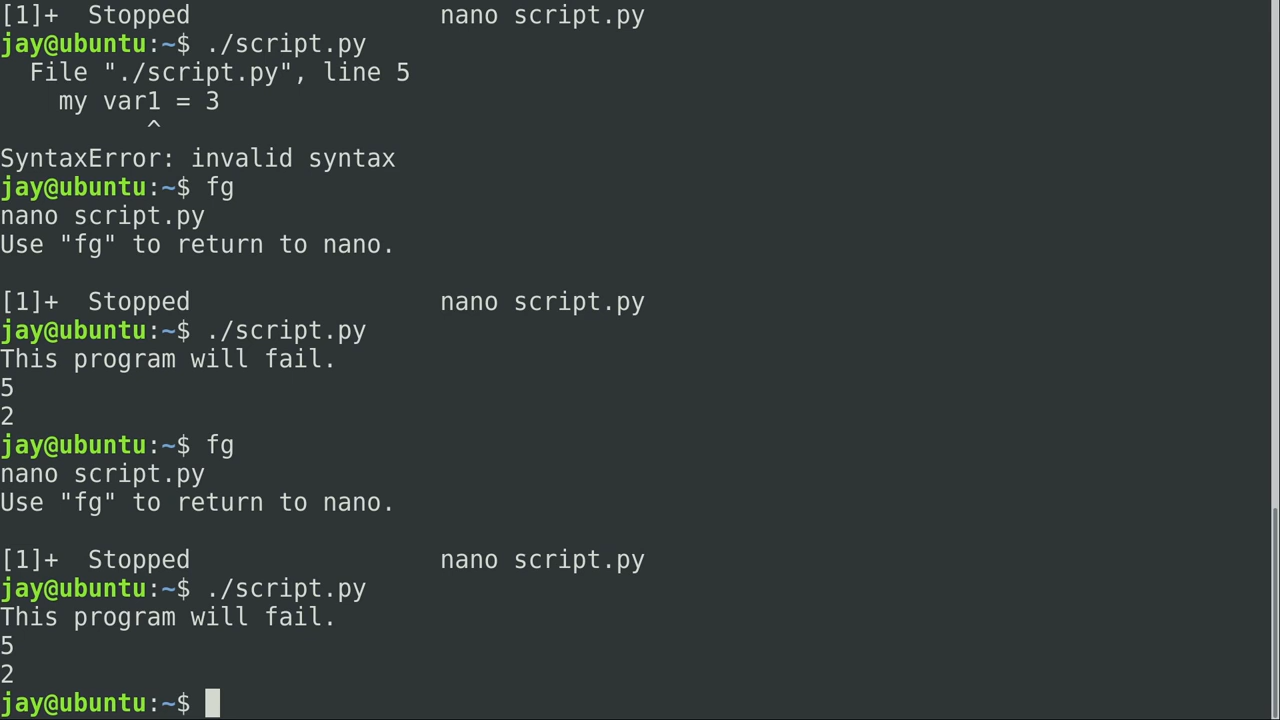 [1]+  Stopped                 nano script.py
jay@ubuntu:~$ ./script.py
  File "./script.py", line 5
    my var1 = 3
          ^
SyntaxError: invalid syntax
jay@ubuntu:~$ fg
nano script.py
Use "fg" to return to nano.
[1]+  Stopped                 nano script.py
jay@ubuntu:~$ ./script.py
This program will fail.
5
2
jay@ubuntu:~$ fg
nano script.py
Use "fg" to return to nano.
[1]+  Stopped                 nano script.py
jay@ubuntu:~$ ./script.py
This program will fail.
5
2
jay@ubuntu:~$